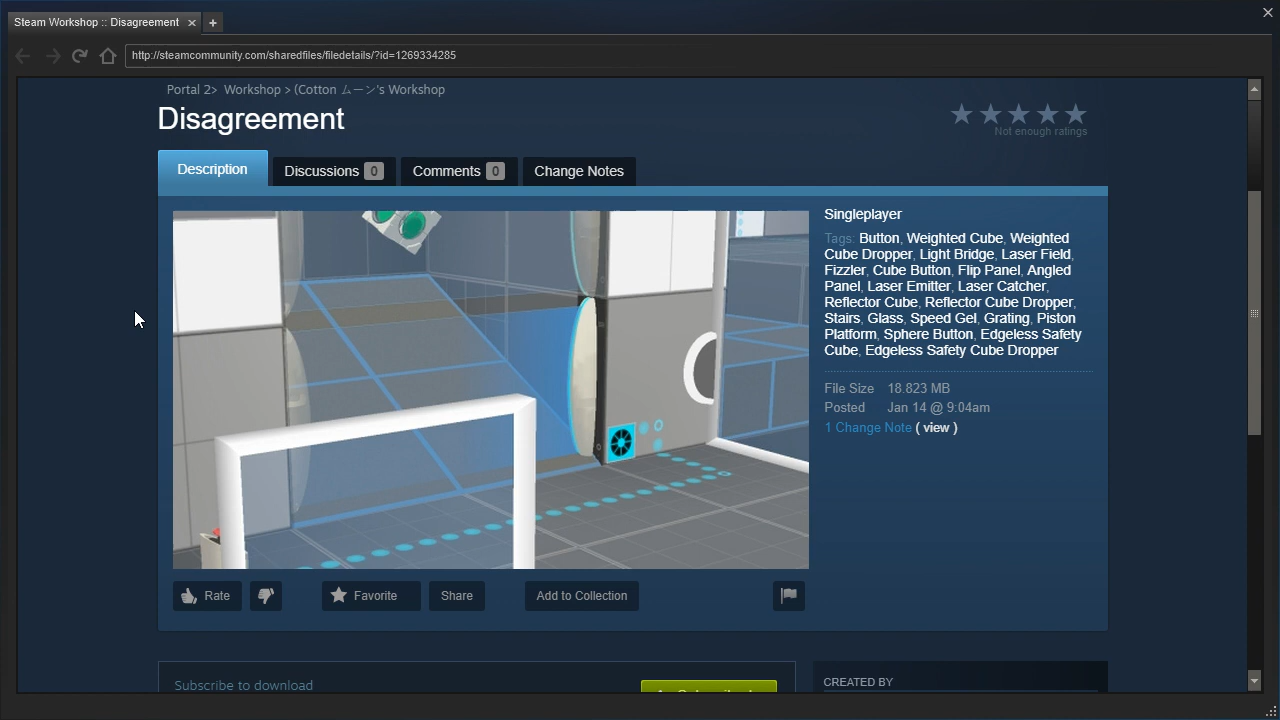 Steam Workshop :: Disagreement
http://steamcommunity.com/sharedfiles/filedetails/?id=1269334285
Portal 2> Workshop > (Cotton ムーン's Workshop
Disagreement
Not enough ratings
Description
Discussions 0
Comments 0
Change Notes
Singleplayer
Tags: Button, Weighted Cube, Weighted
Cube Dropper, Light Bridge, Laser Field,
Fizzler, Cube Button, Flip Panel, Angled
Panel, Laser Emitter, Laser Catcher,
Reflector Cube, Reflector Cube Dropper,
Stairs, Glass, Speed Gel, Grating, Piston
Platform, Sphere Button, Edgeless Safety
Cube, Edgeless Safety Cube Dropper
File Size 18.823 MB
Posted Jan 14 @ 9:04am
1 Change Note ( view )
Rate
Favorite
Share
Add to Collection
Subscribe to download
CREATED BY